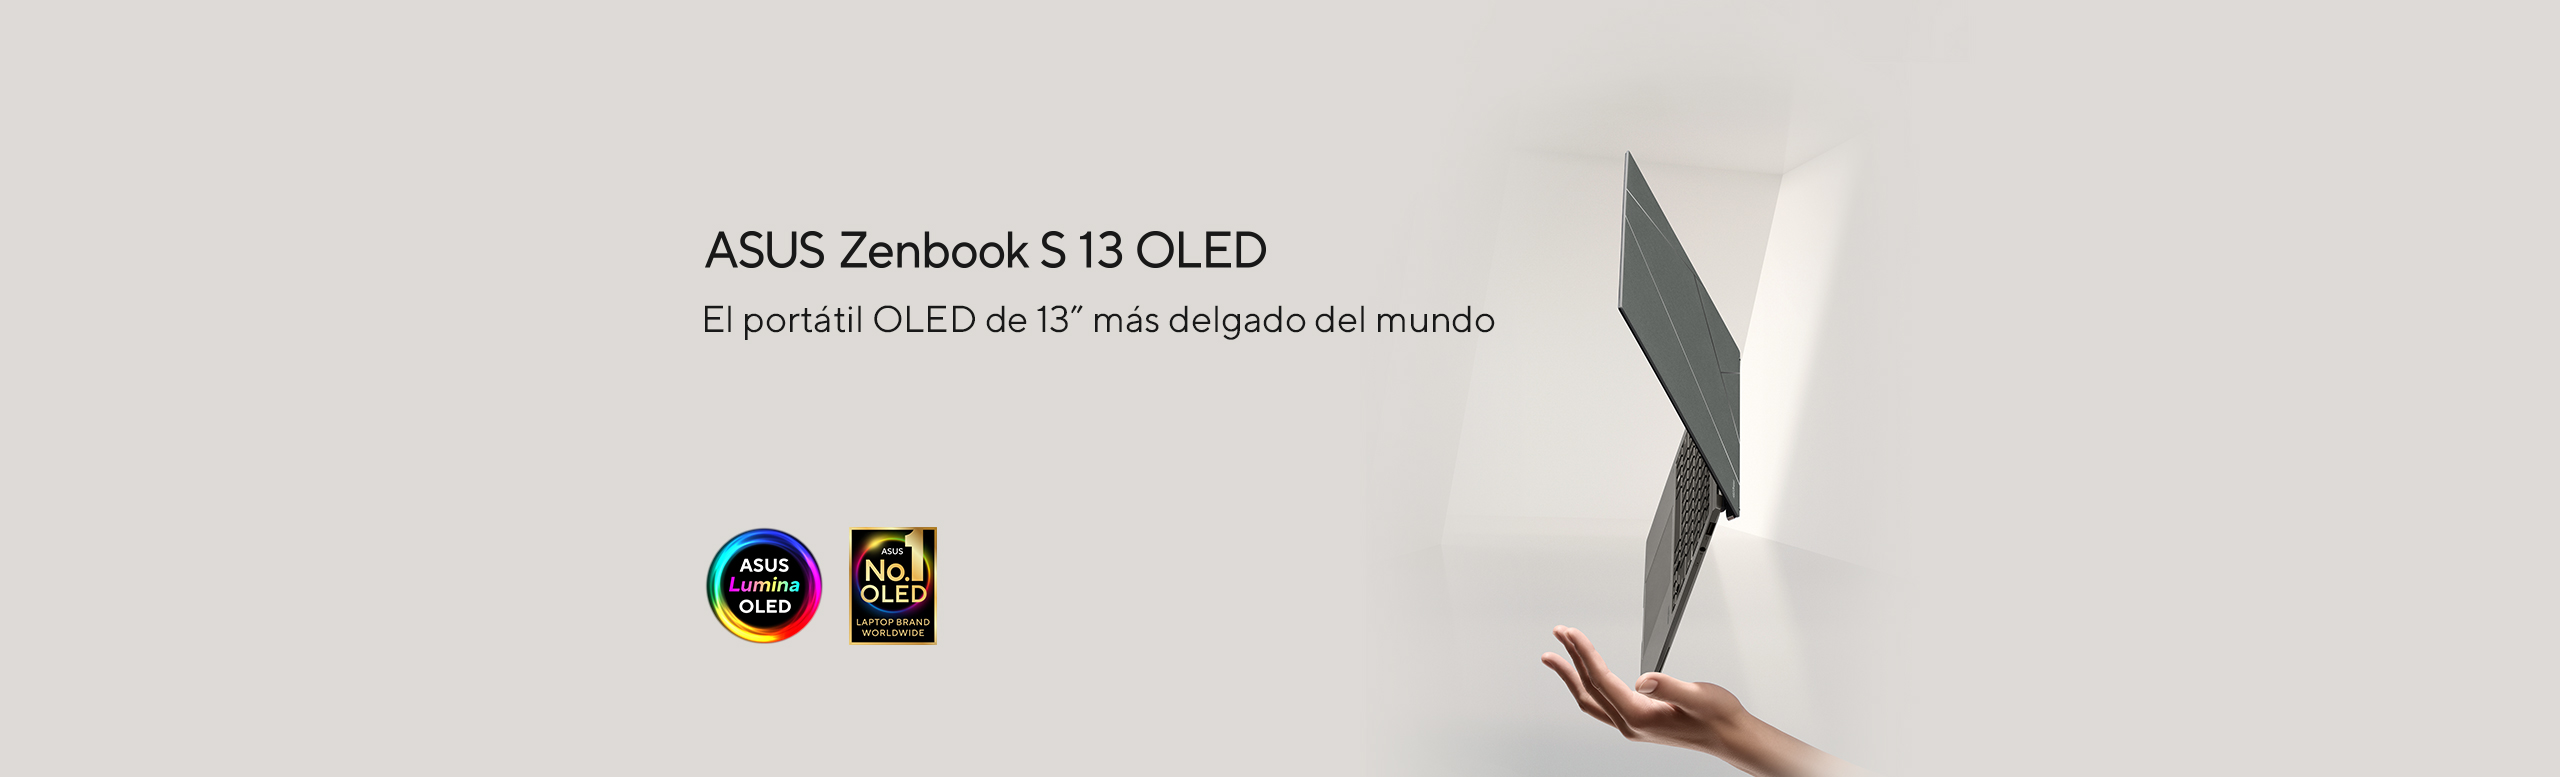 ASUS Zenbook S 13 OLED
El portátil OLED de 13” más delgado del mundo
ASUS
Lumina
OLED
ASUS
No.1
OLED
LAPTOP BRAND
WORLDWIDE